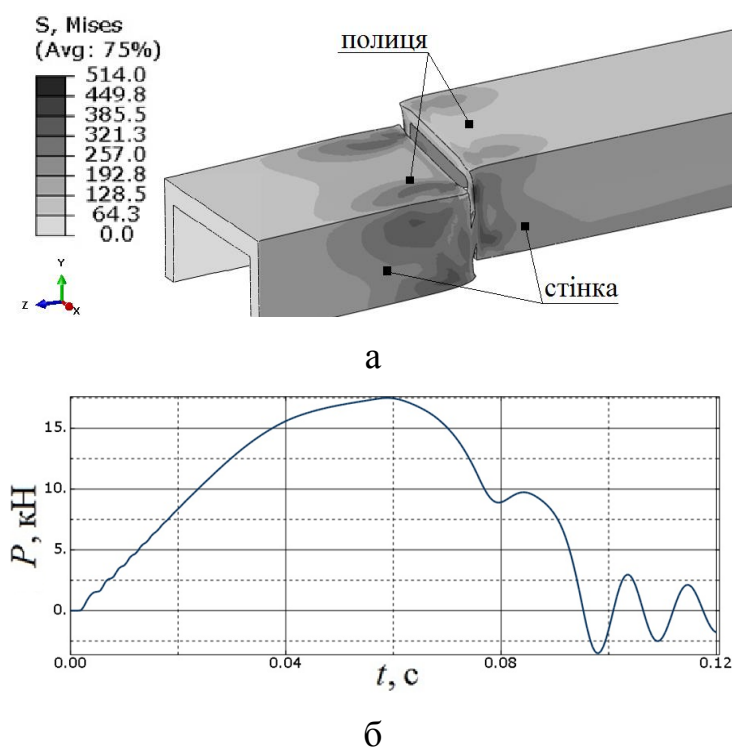 S, Mises
(Avg: 75%)
514.0
449.8
385.5
321.3
257.0
192.8
128.5
64.3
0.0
полиця
стінка
Y
Z
X
а
P, кН
15.
10.
5.
0.
0.00
0.04
0.08
0.12
t, с
б